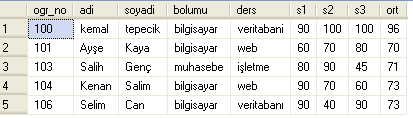 ogr_no adi soyadi bolumu ders s1 s2 s3 ort
1 100 kemal tepecik bilgisayar veritabani 90 100 100 96
2 101 Ayşe Kaya bilgisayar web 60 70 80 70
3 103 Salih Genç muhasebe işletme 80 90 45 71
4 104 Kenan Salim bilgisayar web 90 70 60 73
5 106 Selim Can bilgisayar veritabanı 90 40 90 73